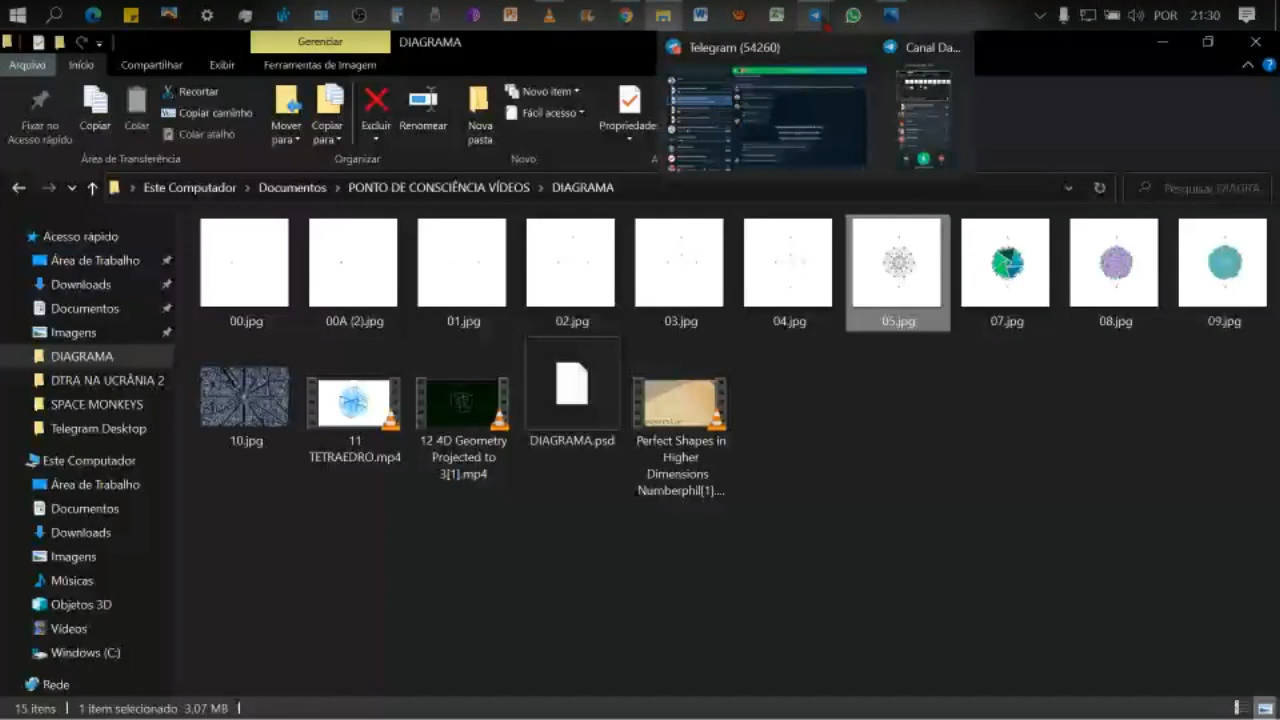 POR
21:30
Gerenciar
DIAGRAMA
Telegram (54260)
Canal Da...
Arquivo
Início
Compartilhar
Exibir
Ferramentas de Imagem
Fixar no
Acesso rápido
Copiar
Colar
Recortar
Copiar caminho
Colar atalho
Mover
para
Copiar
para
Excluir
Renomear
Nova
pasta
Novo item
Fácil acesso
Propriedade
Área de Transferência
Organizar
Novo
A
Este Computador > Documentos > PONTO DE CONSCIÊNCIA VÍDEOS > DIAGRAMA
Pesquisar DIAGRA
Acesso rápido
Área de Trabalho
Downloads
Documentos
Imagens
DIAGRAMA
DTRA NA UCRÂNIA 2
SPACE MONKEYS
Telegram Desktop
Este Computador
Área de Trabalho
Documentos
Downloads
Imagens
Músicas
Objetos 3D
Vídeos
Windows (C:)
Rede
00.jpg
00A (2).jpg
01.jpg
02.jpg
03.jpg
04.jpg
05.jpg
07.jpg
08.jpg
09.jpg
10.jpg
11
TETRAEDRO.mp4
12 4D Geometry
Projected to
3[1].mp4
DIAGRAMA.psd
Perfect Shapes in
Higher
Dimensions
Numberphil[1]....
15 itens
1 item selecionado 3,07 MB